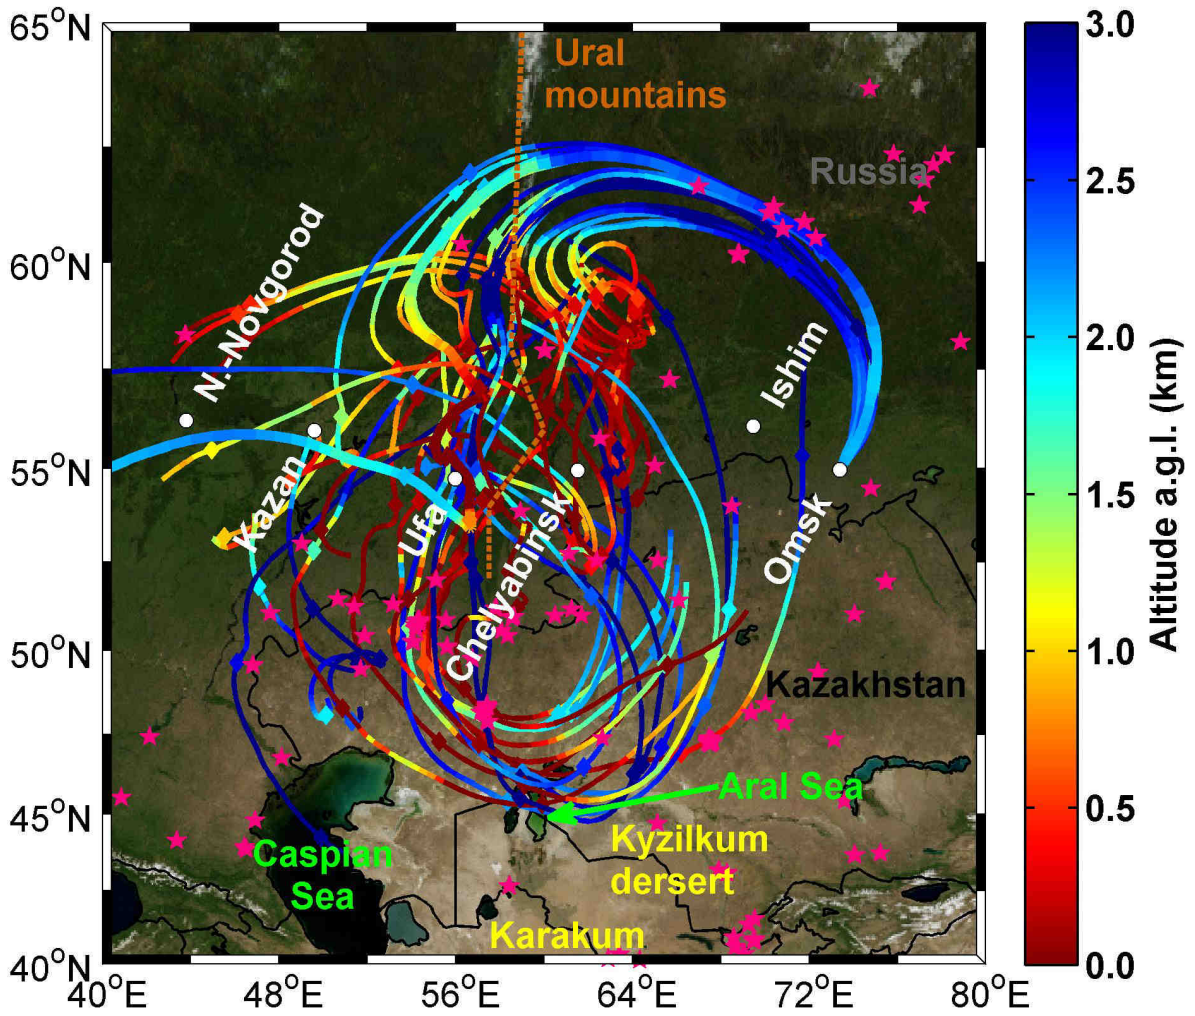 65°N
60°N
55°N
50°N
45°N
40°N
40°E
48°E
56°E
64°E
72°E
80°E
Ural
mountains
Russia
N.-Novgorod
Kazan
Ufa
Chelyabinsk
Ishim
Omsk
Kazakhstan
Aral Sea
Kyzilkum
dersert
Caspian
Sea
Karakum
3.0
2.5
2.0
1.5
1.0
0.5
0.0
Altitude a.g.l. (km)